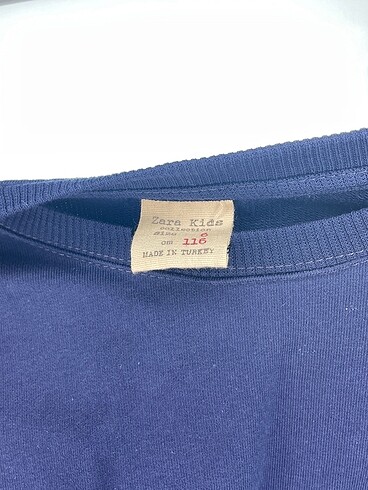 Zara Kids
collection
size 6
cm 116
MADE IN TURKEY